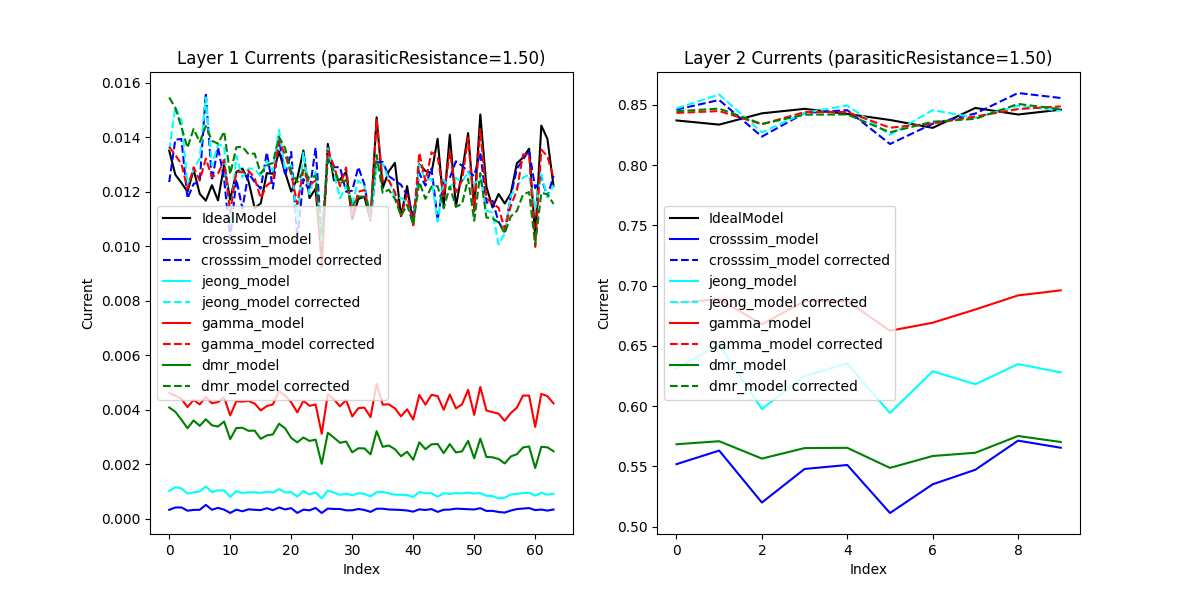 Layer 1 Currents (parasiticResistance=1.50)
0.016
0.014
0.012
0.010
0.008
0.006
0.004
0.002
0.000
Current
IdealModel
crosssim_model
crosssim_model corrected
jeong_model
jeong_model corrected
gamma_model
gamma_model corrected
dmr_model
dmr_model corrected
0 10 20 30 40 50 60
Index
Layer 2 Currents (parasiticResistance=1.50)
0.85
0.80
0.75
0.70
0.65
0.60
0.55
0.50
Current
IdealModel
crosssim_model
crosssim_model corrected
jeong_model
jeong_model corrected
gamma_model
gamma_model corrected
dmr_model
dmr_model corrected
0 2 4 6 8
Index